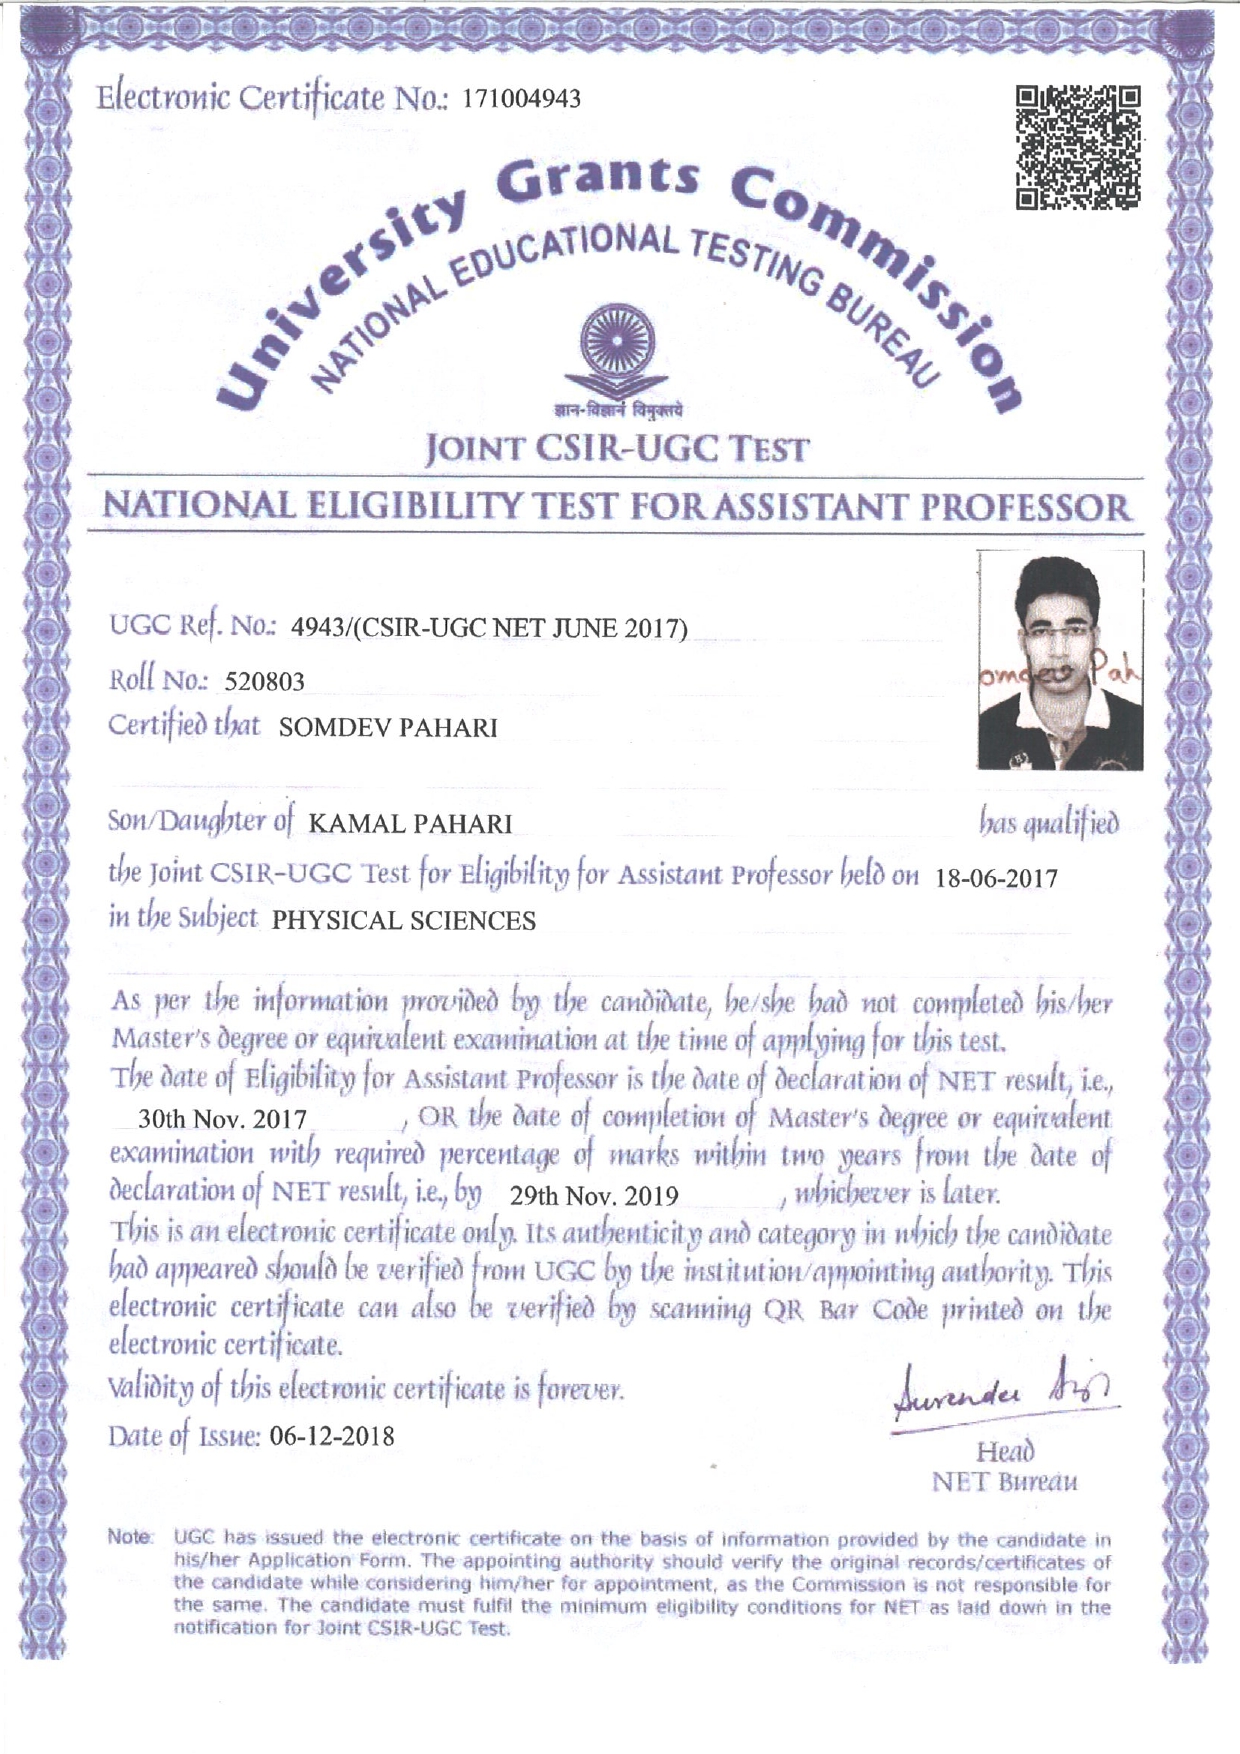 Electronic Certificate No.: 171004943
University Grants Commission
NATIONAL EDUCATIONAL TESTING BUREAU
ज्ञान-विज्ञानं विमुक्तये
JOINT CSIR-UGC TEST
NATIONAL ELIGIBILITY TEST FOR ASSISTANT PROFESSOR
UGC Ref. No.: 4943/(CSIR-UGC NET JUNE 2017)
Roll No.: 520803
omdev Pah
Certified that SOMDEV PAHARI
Son/Daughter of KAMAL PAHARI has qualified
the Joint CSIR-UGC Test for Eligibility for Assistant Professor held on 18-06-2017
in the Subject PHYSICAL SCIENCES
As per the information provided by the candidate, he/she had not completed his/her
Master's degree or equivalent examination at the time of applying for this test.
The date of Eligibility for Assistant Professor is the date of declaration of NET result, i.e.,
30th Nov. 2017 , OR the date of completion of Master's degree or equivalent
examination with required percentage of marks within two years from the date of
declaration of NET result, i.e., by 29th Nov. 2019 , whichever is later.
This is an electronic certificate only. Its authenticity and category in which the candidate
had appeared should be verified from UGC by the institution/appointing authority. This
electronic certificate can also be verified by scanning QR Bar Code printed on the
electronic certificate.
Validity of this electronic certificate is forever.
Date of Issue: 06-12-2018
Surender
Head
NET Bureau
Note: UGC has issued the electronic certificate on the basis of information provided by the candidate in
his/her Application Form. The appointing authority should verify the original records/certificates of
the candidate while considering him/her for appointment, as the Commission is not responsible for
the same. The candidate must fulfil the minimum eligibility conditions for NET as laid down in the
notification for Joint CSIR-UGC Test.